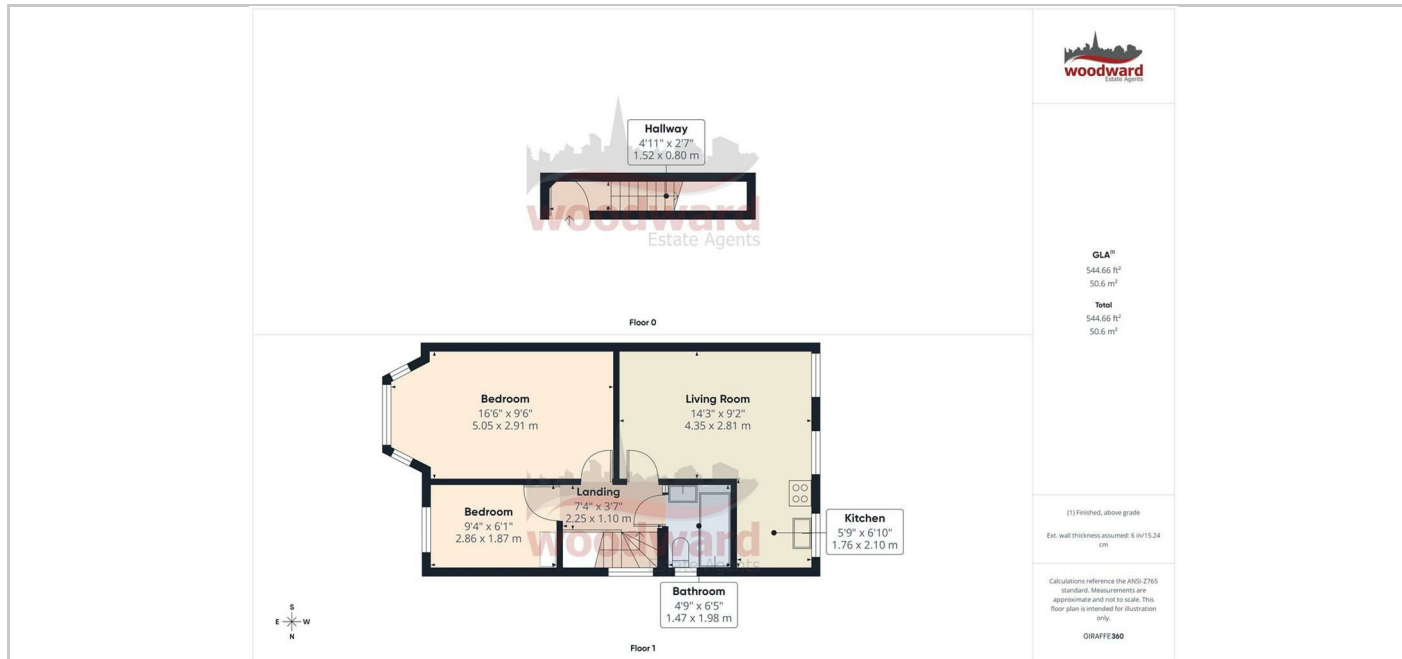 woodward
Estate Agents
Hallway
4'11" x 2'7"
1.52 x 0.80 m
woodward
Estate Agents
Floor 0
GLA⁽¹⁾
544.66 ft²
50.6 m²
Total
544.66 ft²
50.6 m²
Bedroom
16'6" x 9'6"
5.05 x 2.91 m
Living Room
14'3" x 9'2"
4.35 x 2.81 m
Landing
7'4" x 3'7"
2.25 x 1.10 m
Bedroom
9'4" x 6'1"
2.86 x 1.87 m
Kitchen
5'9" x 6'10"
1.76 x 2.10 m
woodward
Estate Agents
Bathroom
4'9" x 6'5"
1.47 x 1.98 m
S
E W
N
Floor 1
(1) Finished, above grade
Ext. wall thickness assumed: 6 in/15.24
cm
Calculations reference the ANSI-Z765
standard. Measurements are
approximate and not to scale. This
floor plan is intended for illustration
only.
GIRAFFE360